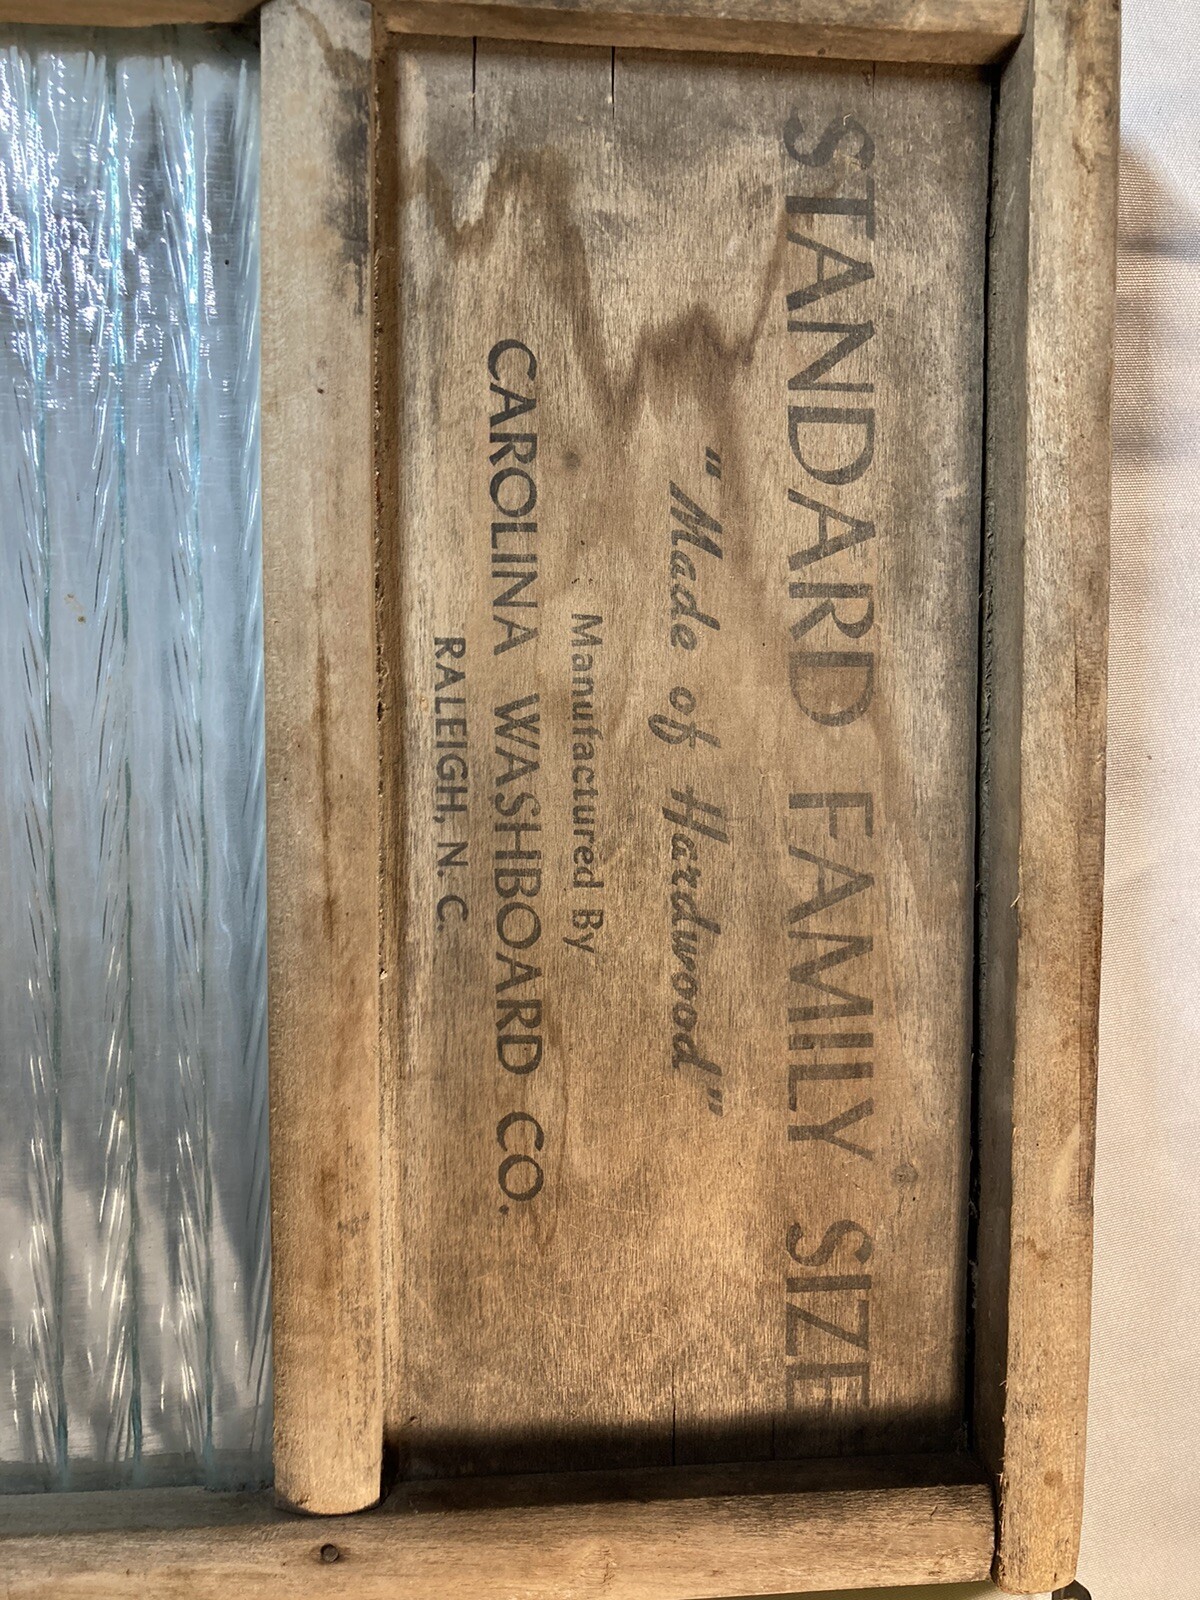 STANDARD FAMILY SIZE
"Made of Hardwood"
Manufactured By
CAROLINA WASHBOARD CO.
RALEIGH, N. C.